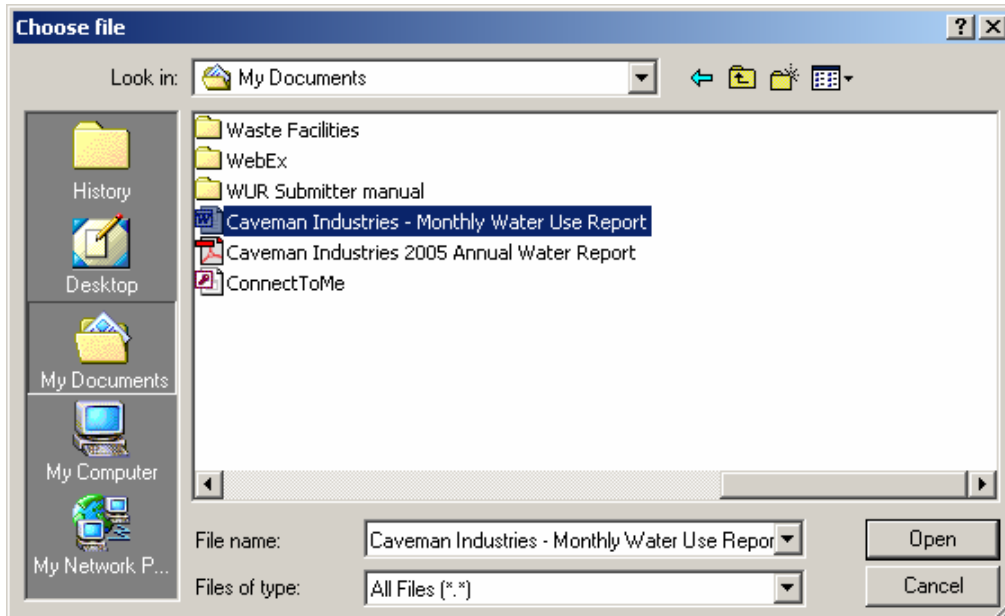 Choose file
Look in: My Documents
History
Desktop
My Documents
My Computer
My Network P...
Waste Facilities
WebEx
WUR Submitter manual
Caveman Industries - Monthly Water Use Report
Caveman Industries 2005 Annual Water Report
ConnectToMe
File name: Caveman Industries - Monthly Water Use Repor
Open
Files of type: All Files (*.*)
Cancel